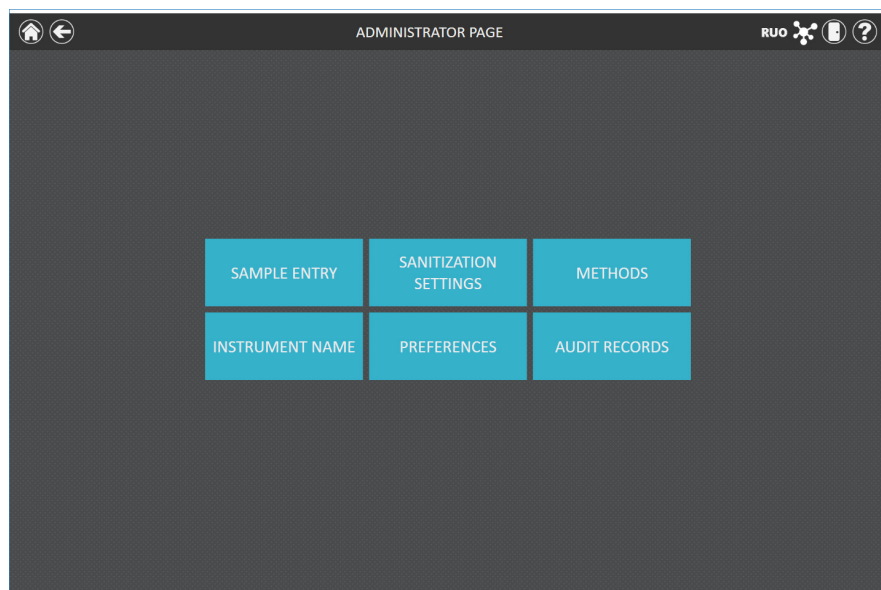 ADMINISTRATOR PAGE
RUO
?
SAMPLE ENTRY
SANITIZATION
SETTINGS
METHODS
INSTRUMENT NAME
PREFERENCES
AUDIT RECORDS